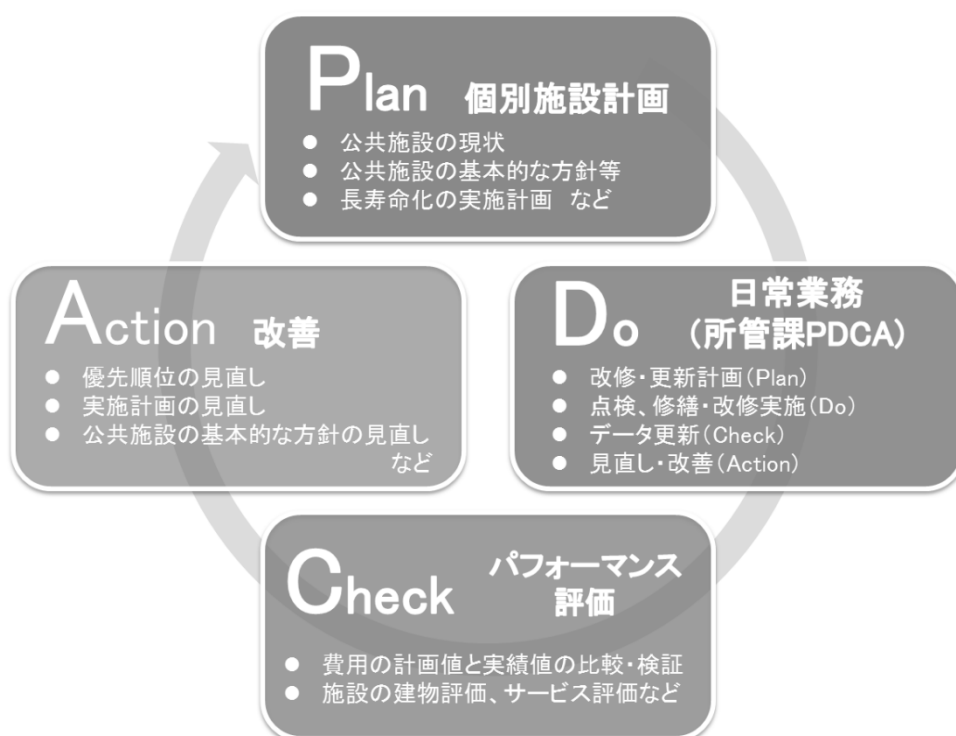 Plan 個別施設計画
● 公共施設の現状
● 公共施設の基本的な方針等
● 長寿命化の実施計画 など
Do 日常業務
(所管課PDCA)
● 改修・更新計画(Plan)
● 点検、修繕・改修実施(Do)
● データ更新(Check)
● 見直し・改善(Action)
Check パフォーマンス
評価
● 費用の計画値と実績値の比較・検証
● 施設の建物評価、サービス評価など
Action 改善
● 優先順位の見直し
● 実施計画の見直し
● 公共施設の基本的な方針の見直し
など